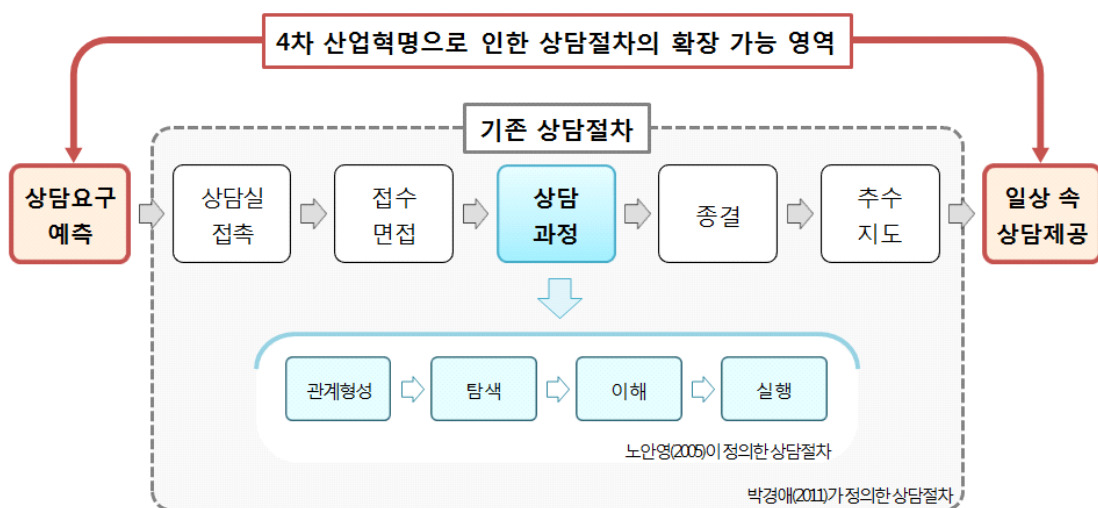 4차 산업혁명으로 인한 상담절차의 확장 가능 영역
기존 상담절차
상담요구
예측
상담실
접촉
접수
면접
상담
과정
종결
추수
지도
일상 속
상담제공
관계형성
탐색
이해
실행
노안영(2005)이 정의한 상담절차
박경애(2011)가 정의한 상담절차